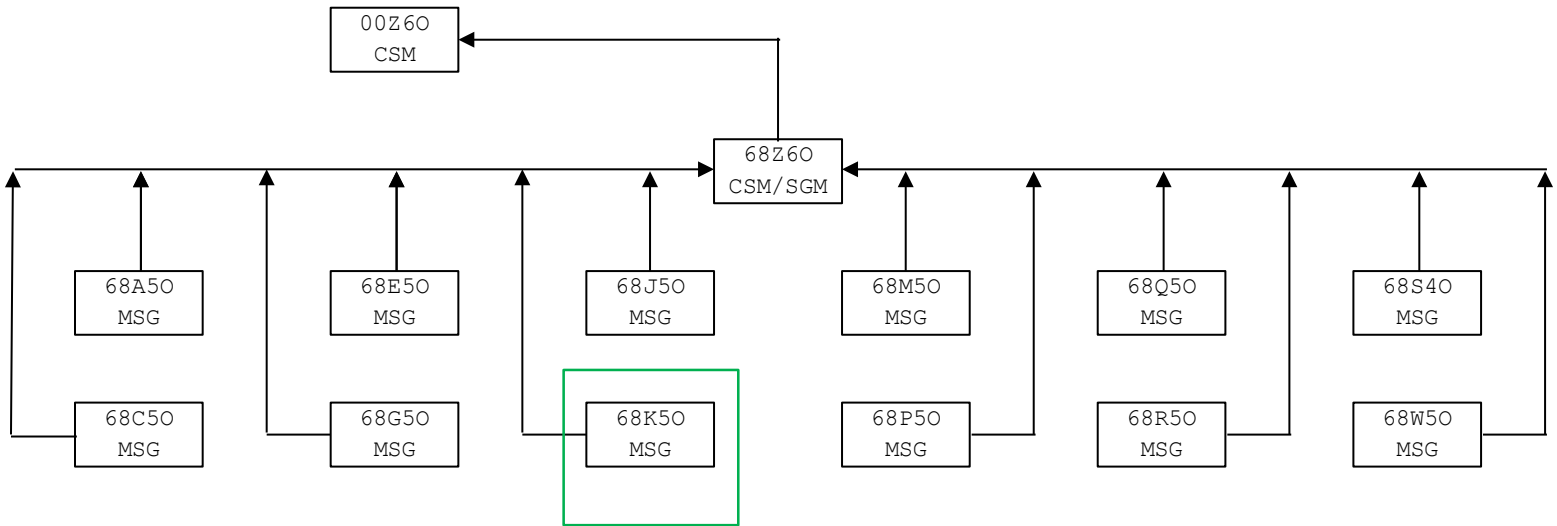 00Z6O
CSM
68Z6O
CSM/SGM
68A5O
MSG
68E5O
MSG
68J5O
MSG
68M5O
MSG
68Q5O
MSG
68S4O
MSG
68C5O
MSG
68G5O
MSG
68K5O
MSG
68P5O
MSG
68R5O
MSG
68W5O
MSG